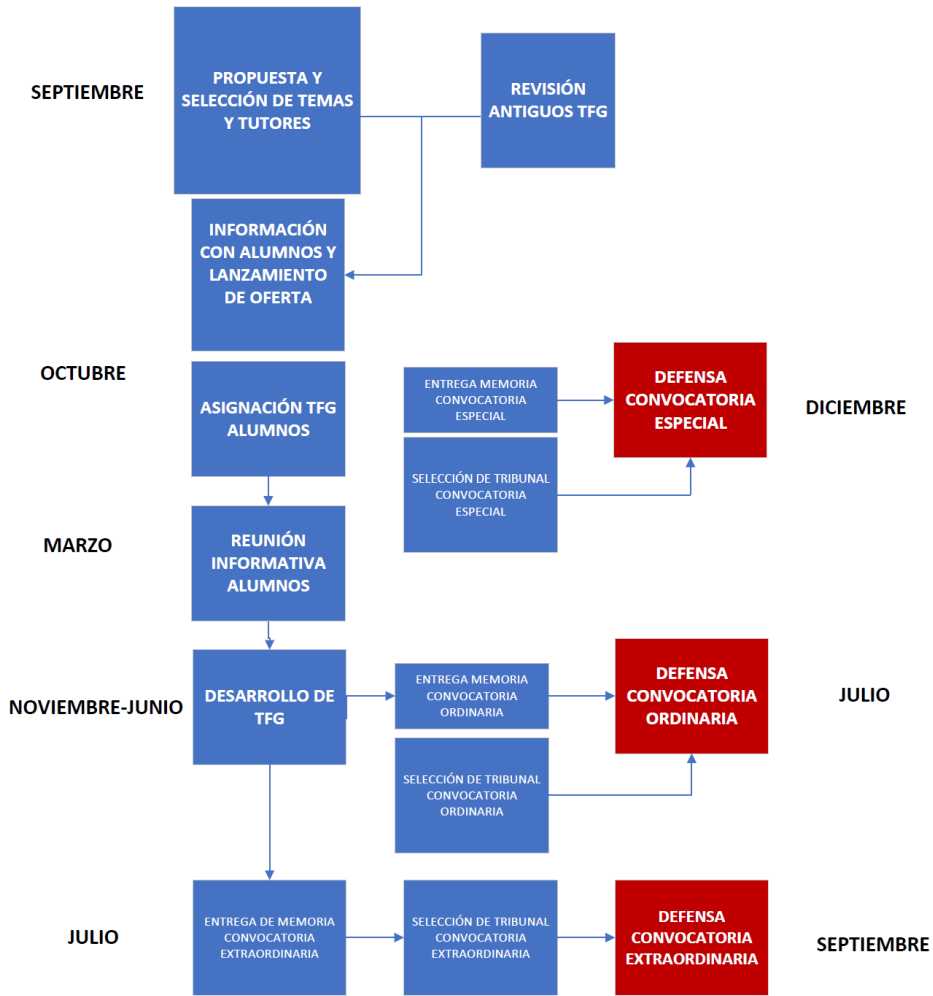 SEPTIEMBRE
PROPUESTA Y
SELECCIÓN DE TEMAS
Y TUTORES
REVISIÓN
ANTIGUOS TFG
INFORMACIÓN
CON ALUMNOS Y
LANZAMIENTO
DE OFERTA
OCTUBRE
ASIGNACIÓN TFG
ALUMNOS
ENTREGA MEMORIA
CONVOCATORIA
ESPECIAL
DEFENSA
CONVOCATORIA
ESPECIAL
DICIEMBRE
SELECCIÓN DE TRIBUNAL
CONVOCATORIA
ESPECIAL
MARZO
REUNIÓN
INFORMATIVA
ALUMNOS
NOVIEMBRE-JUNIO
DESARROLLO DE
TFG
ENTREGA MEMORIA
CONVOCATORIA
ORDINARIA
DEFENSA
CONVOCATORIA
ORDINARIA
JULIO
SELECCIÓN DE TRIBUNAL
CONVOCATORIA
ORDINARIA
JULIO
ENTREGA DE MEMORIA
CONVOCATORIA
EXTRAORDINARIA
SELECCIÓN DE TRIBUNAL
CONVOCATORIA
EXTRAORDINARIA
DEFENSA
CONVOCATORIA
EXTRAORDINARIA
SEPTIEMBRE